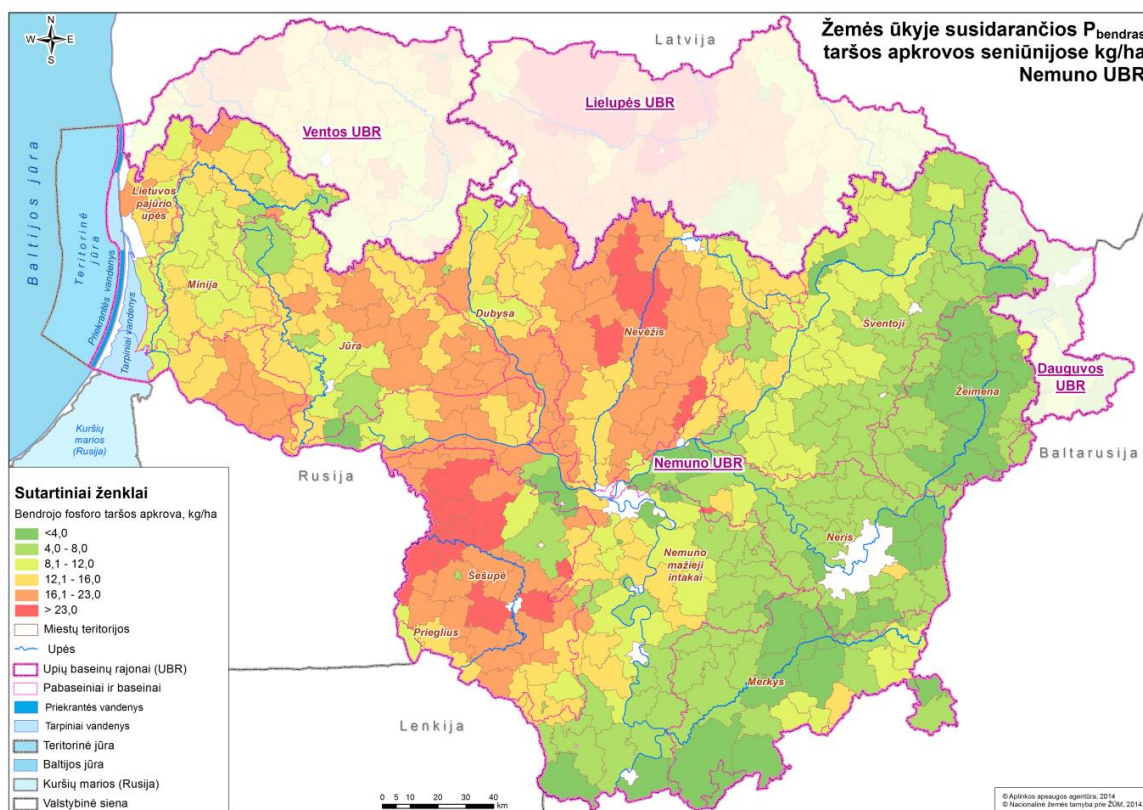 Žemės ūkyje susidarančios Pbendras
taršos apkrovos seniūnijose kg/ha
Nemuno UBR
N
W E
S
Latvija
Lielupės UBR
Ventos UBR
Lietuvos
pajūrio
upės
Baltijos jūra
Teritorinė
jūra
Priekrantės vandenys
Tarpiniai vandenys
Minija
Dubysa
Nevėžis
Šventoji
Jūra
Žeimena
Dauguvos
UBR
Kuršių
marios
(Rusija)
Rusija
Nemuno UBR
Baltarusija
Neris
Nemuno
mažieji
intakai
Šešupė
Prieglius
Merkys
Lenkija
Sutartiniai ženklai
Bendrojo fosforo taršos apkrova, kg/ha
<4,0
4,0 - 8,0
8,1 - 12,0
12,1 - 16,0
16,1 - 23,0
> 23,0
Miestų teritorijos
Upės
Upių baseinų rajonai (UBR)
Pabaseiniai ir baseinai
Priekrantės vandenys
Tarpiniai vandenys
Teritorinė jūra
Baltijos jūra
Kuršių marios (Rusija)
Valstybinė siena
0 10 20 30 40
km
© Aplinkos apsaugos agentūra, 2014
© Nacionalinė žemės tarnyba prie ŽŪM, 2014